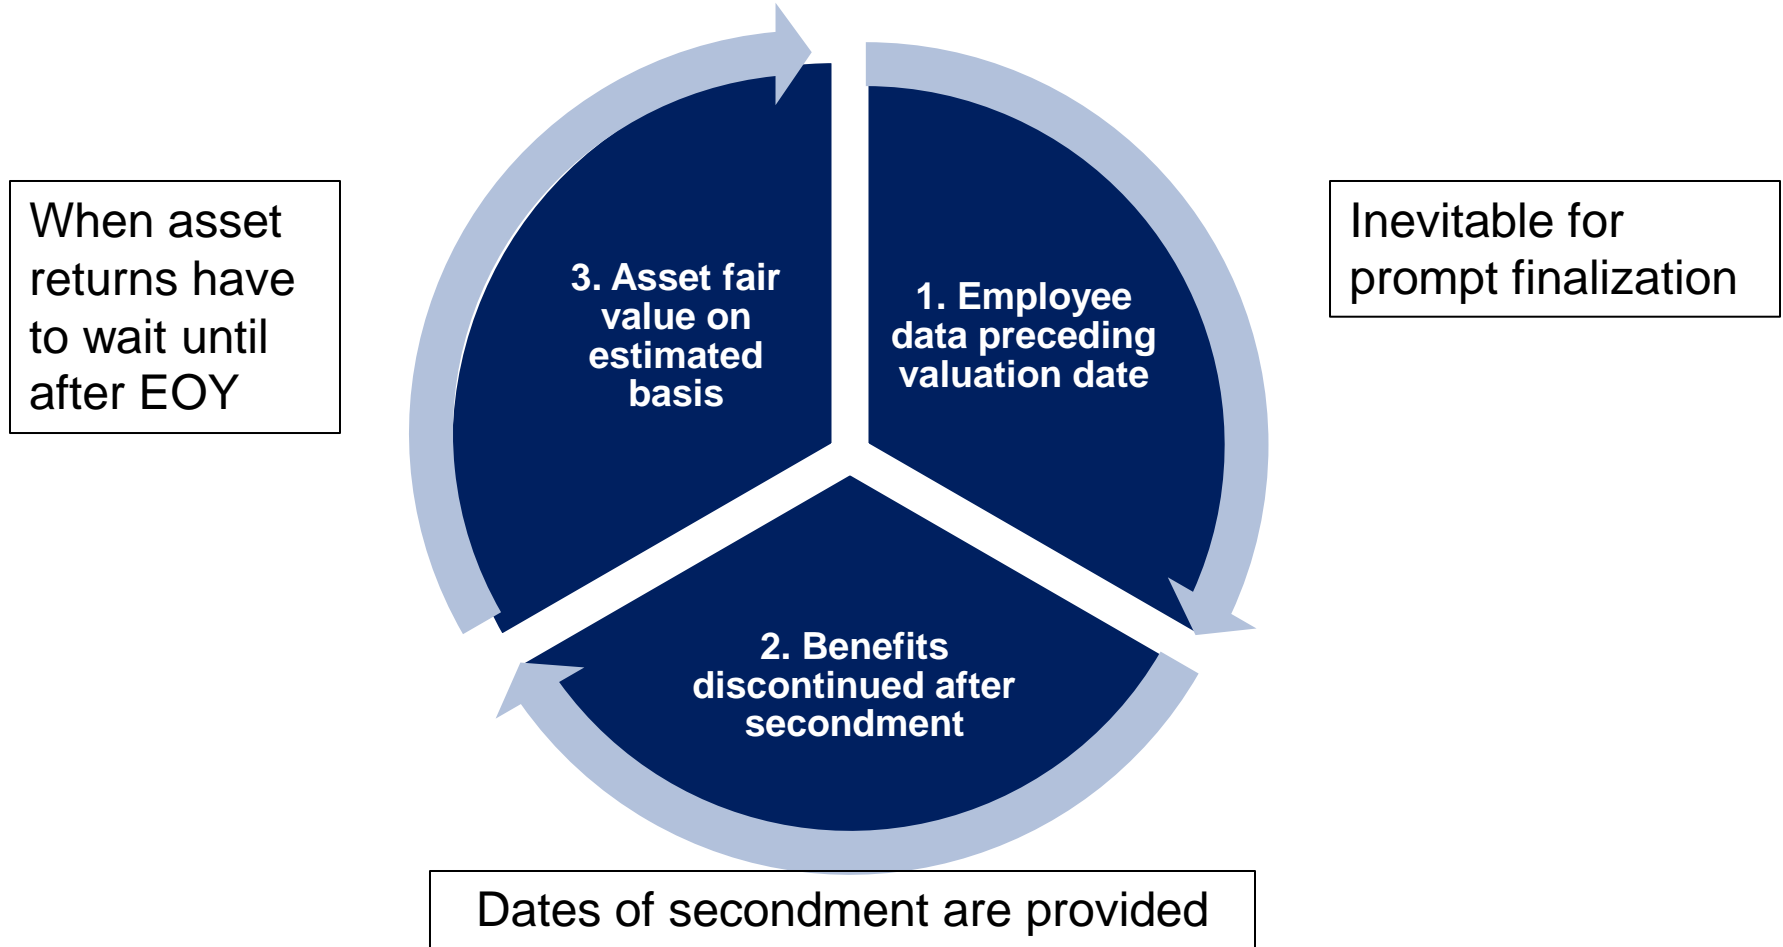 When asset
returns have
to wait until
after EOY
3. Asset fair
value on
estimated
basis
1. Employee
data preceding
valuation date
Inevitable for
prompt finalization
2. Benefits
discontinued after
secondment
Dates of secondment are provided